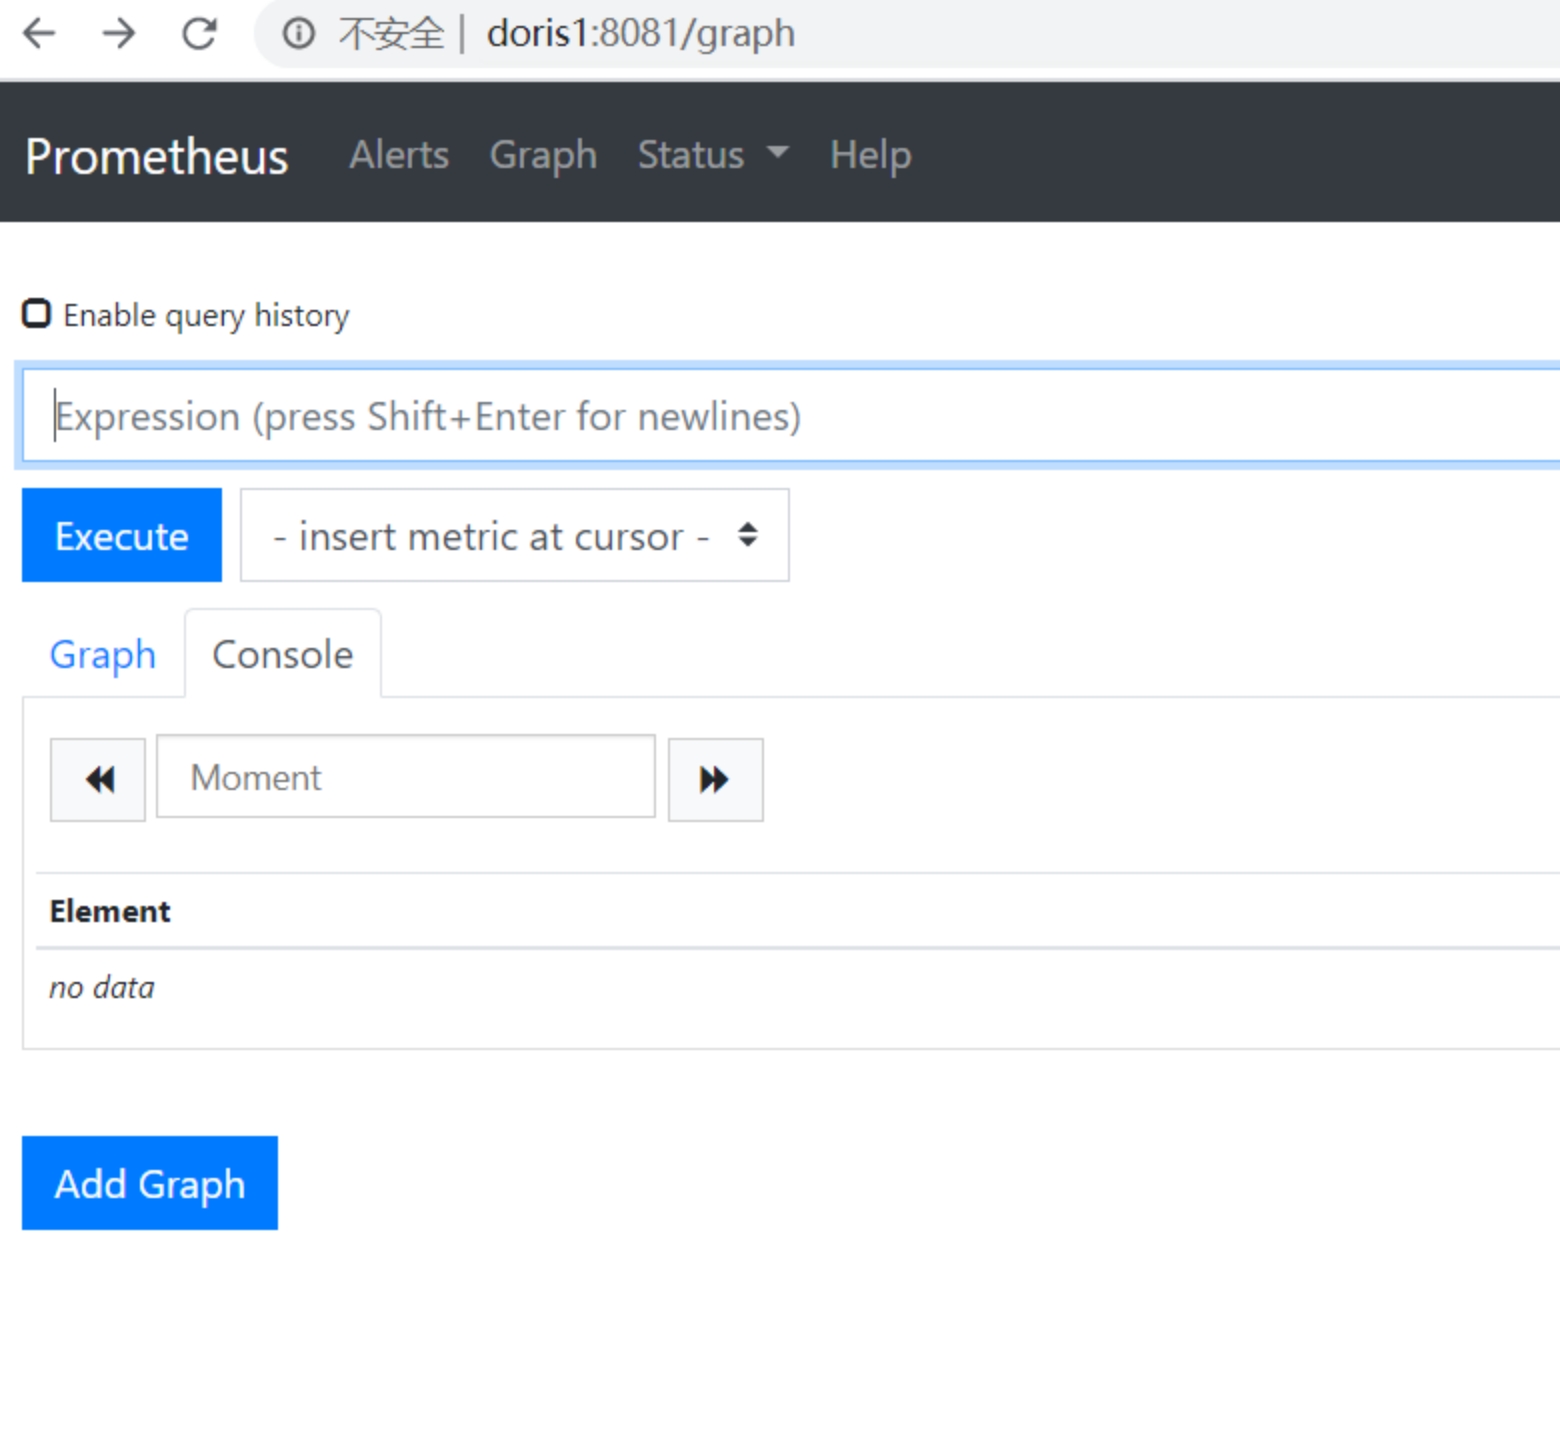 不安全 | doris1:8081/graph
Prometheus Alerts Graph Status Help
Enable query history
Expression (press Shift+Enter for newlines)
Execute - insert metric at cursor -
Graph Console
Moment
Element
no data
Add Graph